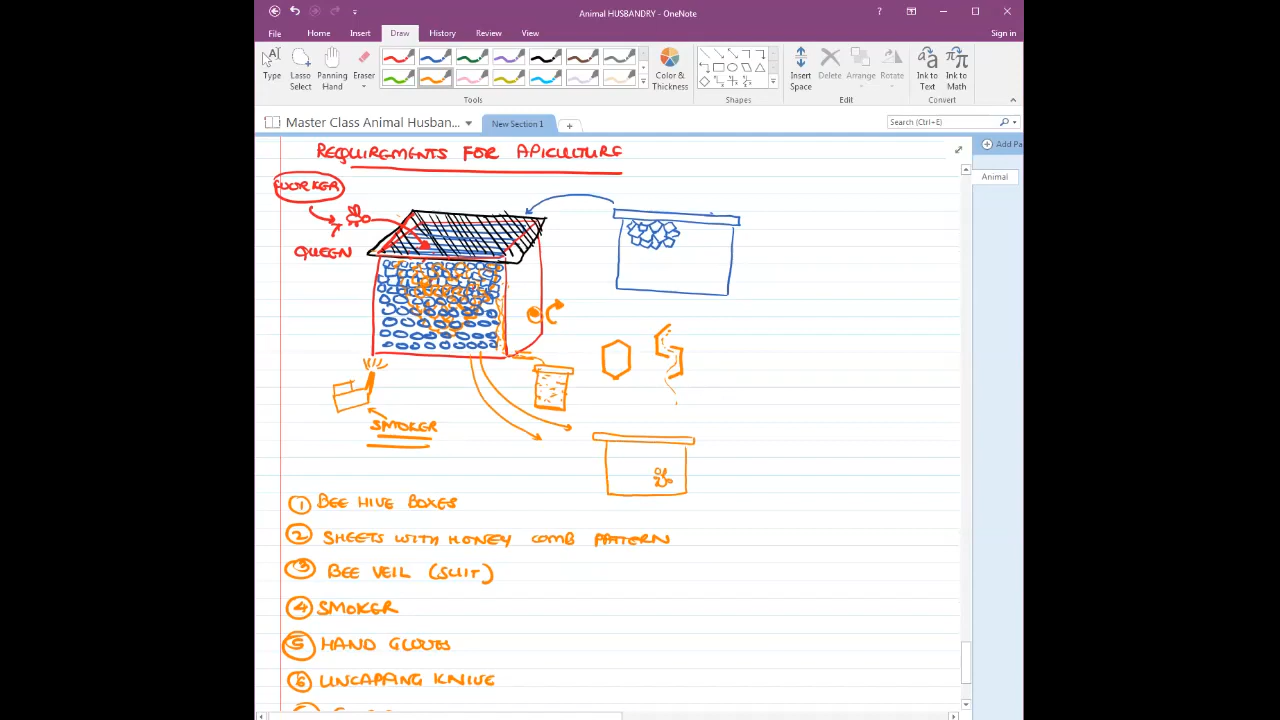 Animal HUSBANDRY - OneNote
?
File Home Insert Draw History Review View Sign in
Type
Lasso Select
Panning Hand
Eraser
Color & Thickness
Insert Space
Delete
Arrange
Rotate
Ink to Text
Ink to Math
Tools Shapes Edit Convert
Master Class Animal Husban...
New Section 1
Search (Ctrl+E)
Add Pa
Animal
REQUIREMENTS FOR APICULTURE
WORKER
QUEEN
SMOKER
1 BEE HIVE BOXES
2 SHEETS WITH HONEY COMB PATTERN
3 BEE VEIL (SUIT)
4 SMOKER
5 HAND GLOVES
6 UNCAPPING KNIVE